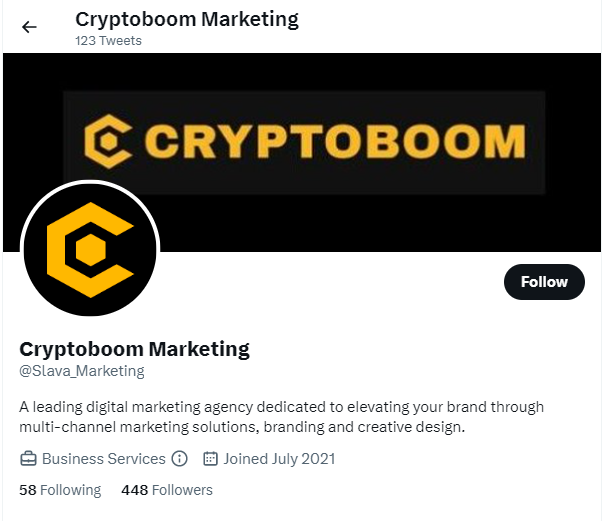 Cryptoboom Marketing
123 Tweets
CRYPTOBOOM
Follow
Cryptoboom Marketing
@Slava_Marketing
A leading digital marketing agency dedicated to elevating your brand through
multi-channel marketing solutions, branding and creative design.
Business Services Joined July 2021
58 Following 448 Followers